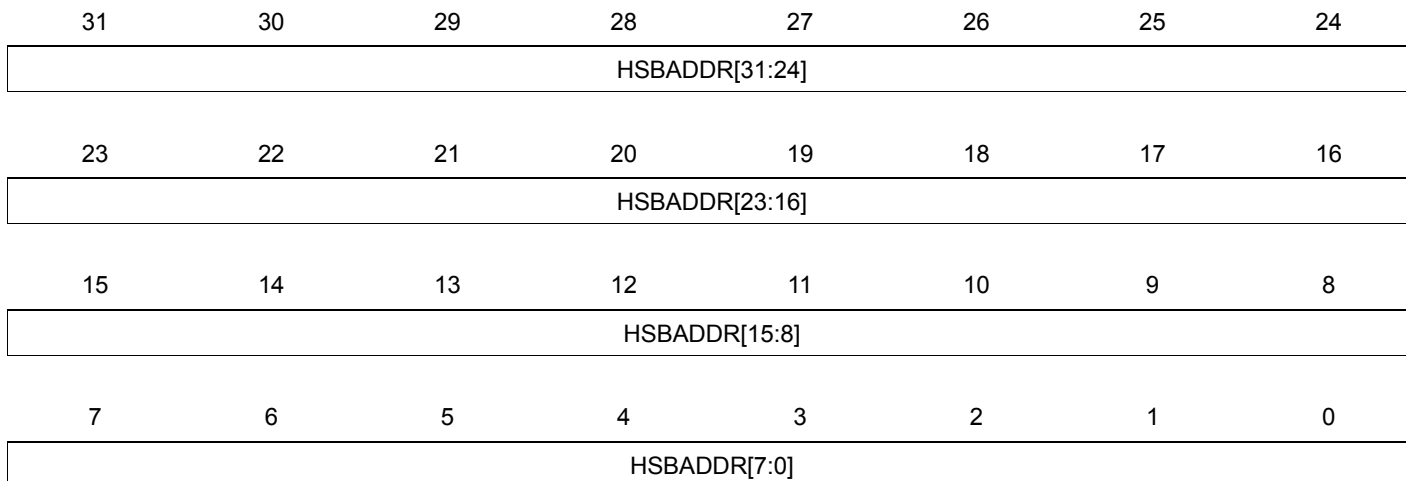 31 30 29 28 27 26 25 24
HSBADDR[31:24]
23 22 21 20 19 18 17 16
HSBADDR[23:16]
15 14 13 12 11 10 9 8
HSBADDR[15:8]
7 6 5 4 3 2 1 0
HSBADDR[7:0]